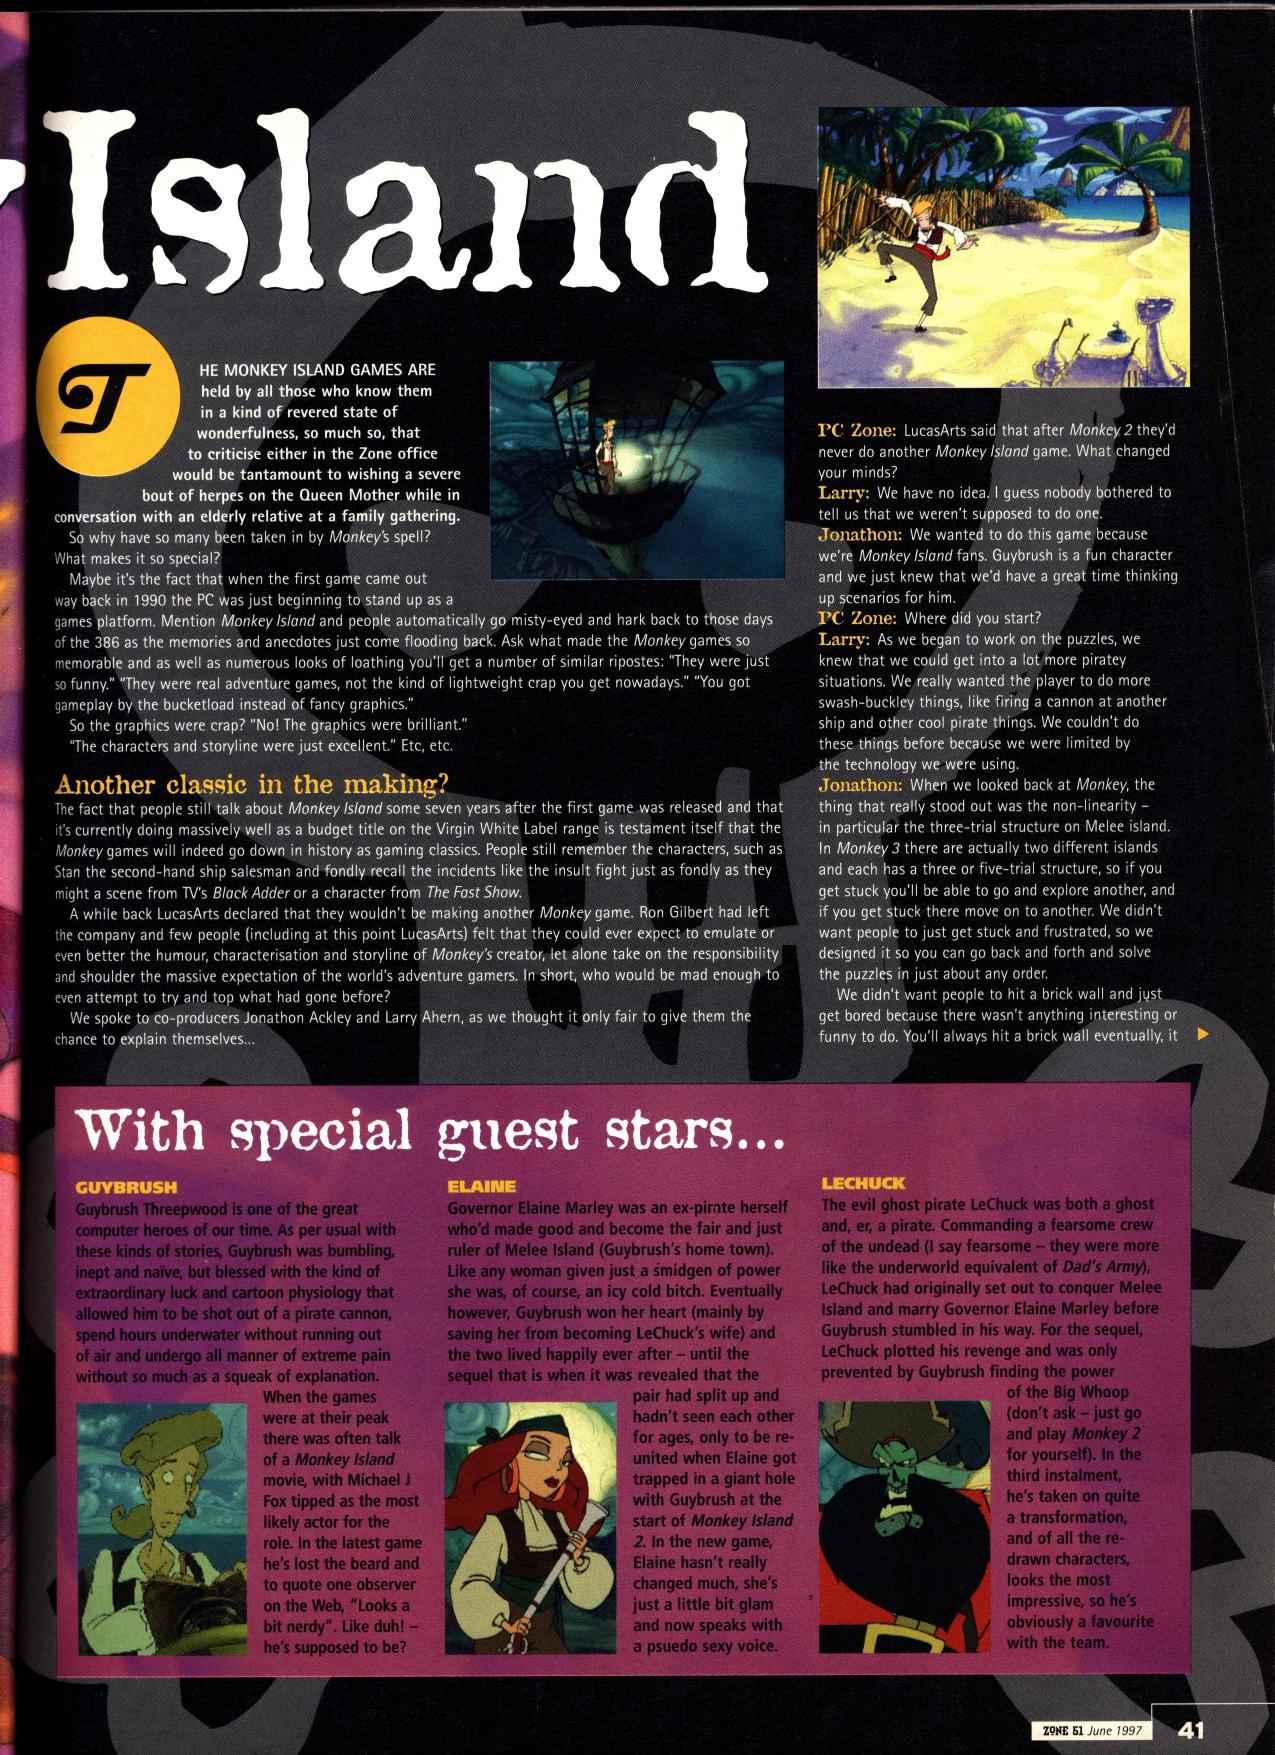 Island
THE MONKEY ISLAND GAMES ARE
held by all those who know them
in a kind of revered state of
wonderfulness, so much so, that
to criticise either in the Zone office
would be tantamount to wishing a severe
bout of herpes on the Queen Mother while in
conversation with an elderly relative at a family gathering.
So why have so many been taken in by Monkey's spell?
What makes it so special?
Maybe it's the fact that when the first game came out
way back in 1990 the PC was just beginning to stand up as a
games platform. Mention Monkey Island and people automatically go misty-eyed and hark back to those days
of the 386 as the memories and anecdotes just come flooding back. Ask what made the Monkey games so
memorable and as well as numerous looks of loathing you'll get a number of similar ripostes: "They were just
so funny." "They were real adventure games, not the kind of lightweight crap you get nowadays." "You got
gameplay by the bucketload instead of fancy graphics."
So the graphics were crap? "No! The graphics were brilliant."
"The characters and storyline were just excellent." Etc, etc.
Another classic in the making?
The fact that people still talk about Monkey Island some seven years after the first game was released and that
it's currently doing massively well as a budget title on the Virgin White Label range is testament itself that the
Monkey games will indeed go down in history as gaming classics. People still remember the characters, such as
Stan the second-hand ship salesman and fondly recall the incidents like the insult fight just as fondly as they
might a scene from TV's Black Adder or a character from The Fast Show.
A while back LucasArts declared that they wouldn't be making another Monkey game. Ron Gilbert had left
the company and few people (including at this point LucasArts) felt that they could ever expect to emulate or
even better the humour, characterisation and storyline of Monkey's creator, let alone take on the responsibility
and shoulder the massive expectation of the world's adventure gamers. In short, who would be mad enough to
even attempt to try and top what had gone before?
We spoke to co-producers Jonathon Ackley and Larry Ahern, as we thought it only fair to give them the
chance to explain themselves...
PC Zone: LucasArts said that after Monkey 2 they'd
never do another Monkey Island game. What changed
your minds?
Larry: We have no idea. I guess nobody bothered to
tell us that we weren't supposed to do one.
Jonathon: We wanted to do this game because
we're Monkey Island fans. Guybrush is a fun character
and we just knew that we'd have a great time thinking
up scenarios for him.
PC Zone: Where did you start?
Larry: As we began to work on the puzzles, we
knew that we could get into a lot more piratey
situations. We really wanted the player to do more
swash-buckley things, like firing a cannon at another
ship and other cool pirate things. We couldn't do
these things before because we were limited by
the technology we were using.
Jonathon: When we looked back at Monkey, the
thing that really stood out was the non-linearity –
in particular the three-trial structure on Melee island.
In Monkey 3 there are actually two different islands
and each has a three or five-trial structure, so if you
get stuck you'll be able to go and explore another, and
if you get stuck there move on to another. We didn't
want people to just get stuck and frustrated, so we
designed it so you can go back and forth and solve
the puzzles in just about any order.
We didn't want people to hit a brick wall and just
get bored because there wasn't anything interesting or
funny to do. You'll always hit a brick wall eventually, it
With special guest stars...
GUYBRUSH
Guybrush Threepwood is one of the great
computer heroes of our time. As per usual with
these kinds of stories, Guybrush was bumbling,
inept and naïve, but blessed with the kind of
extraordinary luck and cartoon physiology that
allowed him to be shot out of a pirate cannon,
spend hours underwater without running out
of air and undergo all manner of extreme pain
without so much as a squeak of explanation.
When the games
were at their peak
there was often talk
of a Monkey Island
movie, with Michael J
Fox tipped as the most
likely actor for the
role. In the latest game
he's lost the beard and
to quote one observer
on the Web, "Looks a
bit nerdy". Like duh! –
he's supposed to be?
ELAINE
Governor Elaine Marley was an ex-pirate herself
who'd made good and become the fair and just
ruler of Melee Island (Guybrush's home town).
Like any woman given just a smidgen of power
she was, of course, an icy cold bitch. Eventually
however, Guybrush won her heart (mainly by
saving her from becoming LeChuck's wife) and
the two lived happily ever after – until the
sequel that is when it was revealed that the
pair had split up and
hadn't seen each other
for ages, only to be re-
united when Elaine got
trapped in a giant hole
with Guybrush at the
start of Monkey Island
2. In the new game,
Elaine hasn't really
changed much, she's
just a little bit glam
and now speaks with
a psuedo sexy voice.
LECHUCK
The evil ghost pirate LeChuck was both a ghost
and, er, a pirate. Commanding a fearsome crew
of the undead (I say fearsome – they were more
like the underworld equivalent of Dad's Army),
LeChuck had originally set out to conquer Melee
Island and marry Governor Elaine Marley before
Guybrush stumbled in his way. For the sequel,
LeChuck plotted his revenge and was only
prevented by Guybrush finding the power
of the Big Whoop
(don't ask – just go
and play Monkey 2
for yourself). In the
third instalment,
he's taken on quite
a transformation,
and of all the re-
drawn characters,
looks the most
impressive, so he's
obviously a favourite
with the team.
ZONE 51 June 1997 41